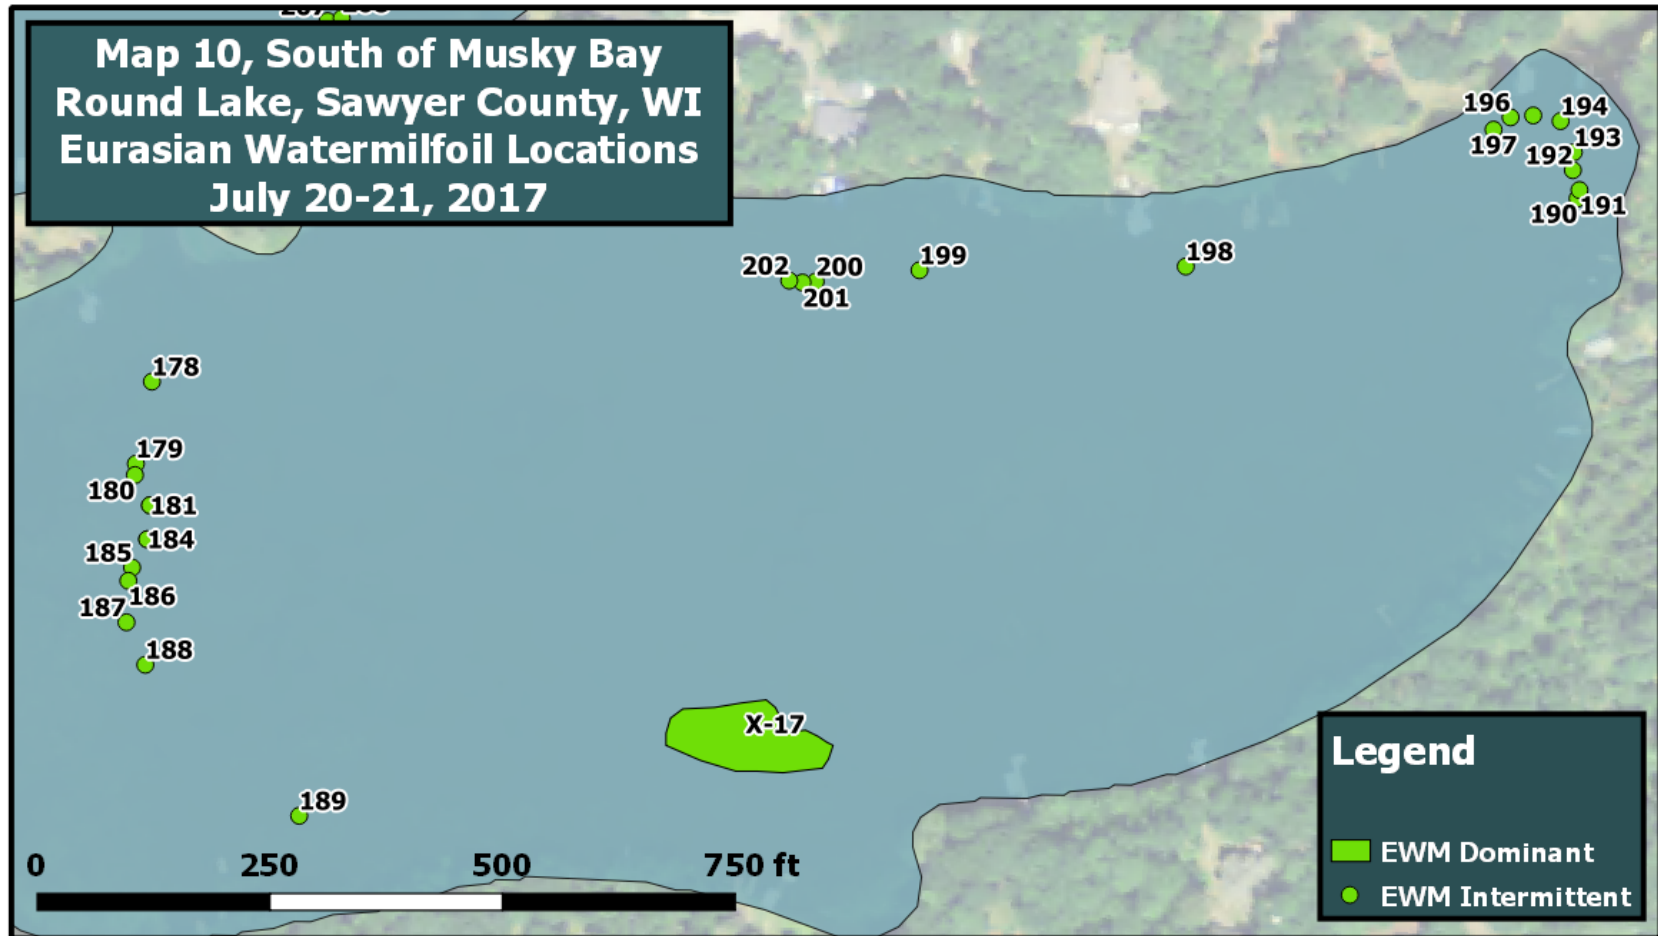 Map 10, South of Musky Bay
Round Lake, Sawyer County, WI
Eurasian Watermilfoil Locations
July 20-21, 2017
196
194
197
193
192
191
190
198
199
202
200
201
178
179
180
181
184
185
186
187
188
X-17
189
0 250 500 750 ft
Legend
EWM Dominant
EWM Intermittent